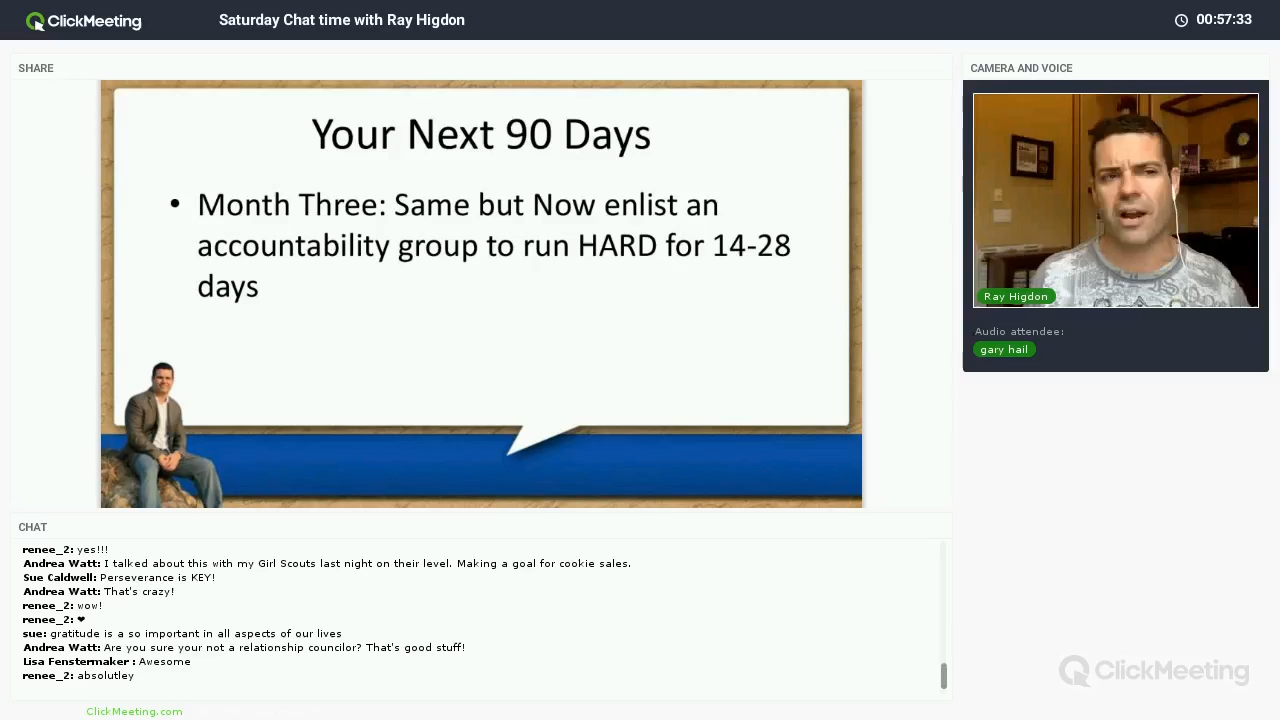 ClickMeeting
Saturday Chat time with Ray Higdon
00:57:33
SHARE
CAMERA AND VOICE
Your Next 90 Days
• Month Three: Same but Now enlist an
accountability group to run HARD for 14-28
days
Ray Higdon
Audio attendee:
gary hail
CHAT
renee_2: yes!!!
Andrea Watt: I talked about this with my Girl Scouts last night on their level. Making a goal for cookie sales.
Sue Caldwell: Perseverance is KEY!
Andrea Watt: That's crazy!
renee_2: wow!
renee_2: ❤
sue: gratitude is a so important in all aspects of our lives
Andrea Watt: Are you sure your not a relationship councilor? That's good stuff!
Lisa Fenstermaker : Awesome
renee_2: absolutley
ClickMeeting
ClickMeeting.com